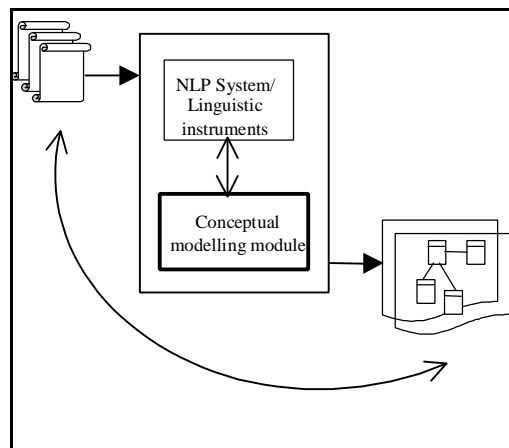 NLP System/
Linguistic
instruments
Conceptual
modelling module